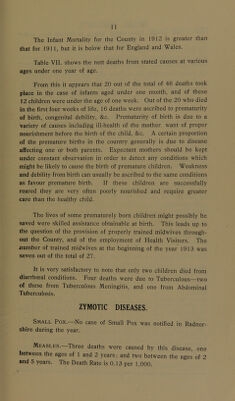 11
The Infant Mortality for the County in 1912 is greater than
that for 1911, but it is below that for England and Wales.
Table VII. shows the nett deaths from stated causes at various
ages under one year of age.
From this it appears that 20 out of the total of 46 deaths took
place in the case of infants aged under one month, and of these
12 children were under the age of one week. Out of the 20 who died
in the first four weeks of life, 16 deaths were ascribed to prematurity
of birth, congenital debility, &c. Prematurity of birth is due to a
variety of causes including ill-health of the mother, want of proper
nourishment before the birth of the child, &c. A certain proportion
of the premature births in the country generally is due to disease
affecting one or both parents. Expectant mothers should be kept
under constant observation in order to detect any conditions which
might be likely to cause the birth of premature children. Weakness
and debility from birth can usually be ascribed to the same conditions
as favour premature birth. If these children are successfully
reared they are very often poorly nourished and require greater
care than the healthy child.
The lives of some prematurely born children might possibly be
saved were skilled assistance obtainable at birth. This leads up to
the question of the provision of properly trained midwives through-
out the County, and of the employment of Health Visitors. The
number of trained midwives at the beginning of the year 1913 was
seven out of the total of 27.
It is very satisfactory to note that only two children died from
diarrhœal conditions. Four deaths were due to Tuberculosis—two
of these from Tuberculous Meningitis, and one from Abdominal
Tuberculosis.
ZYMOTIC DISEASES.
Small Pox.—No case of Small Pox was notified in Radnor-
shire during the year.
Measles.—Three deaths were caused by this disease, one
between the ages of 1 and 2 years; and two between the ages of 2
and 5 years. The Death Rate is 0.13 per 1,000.